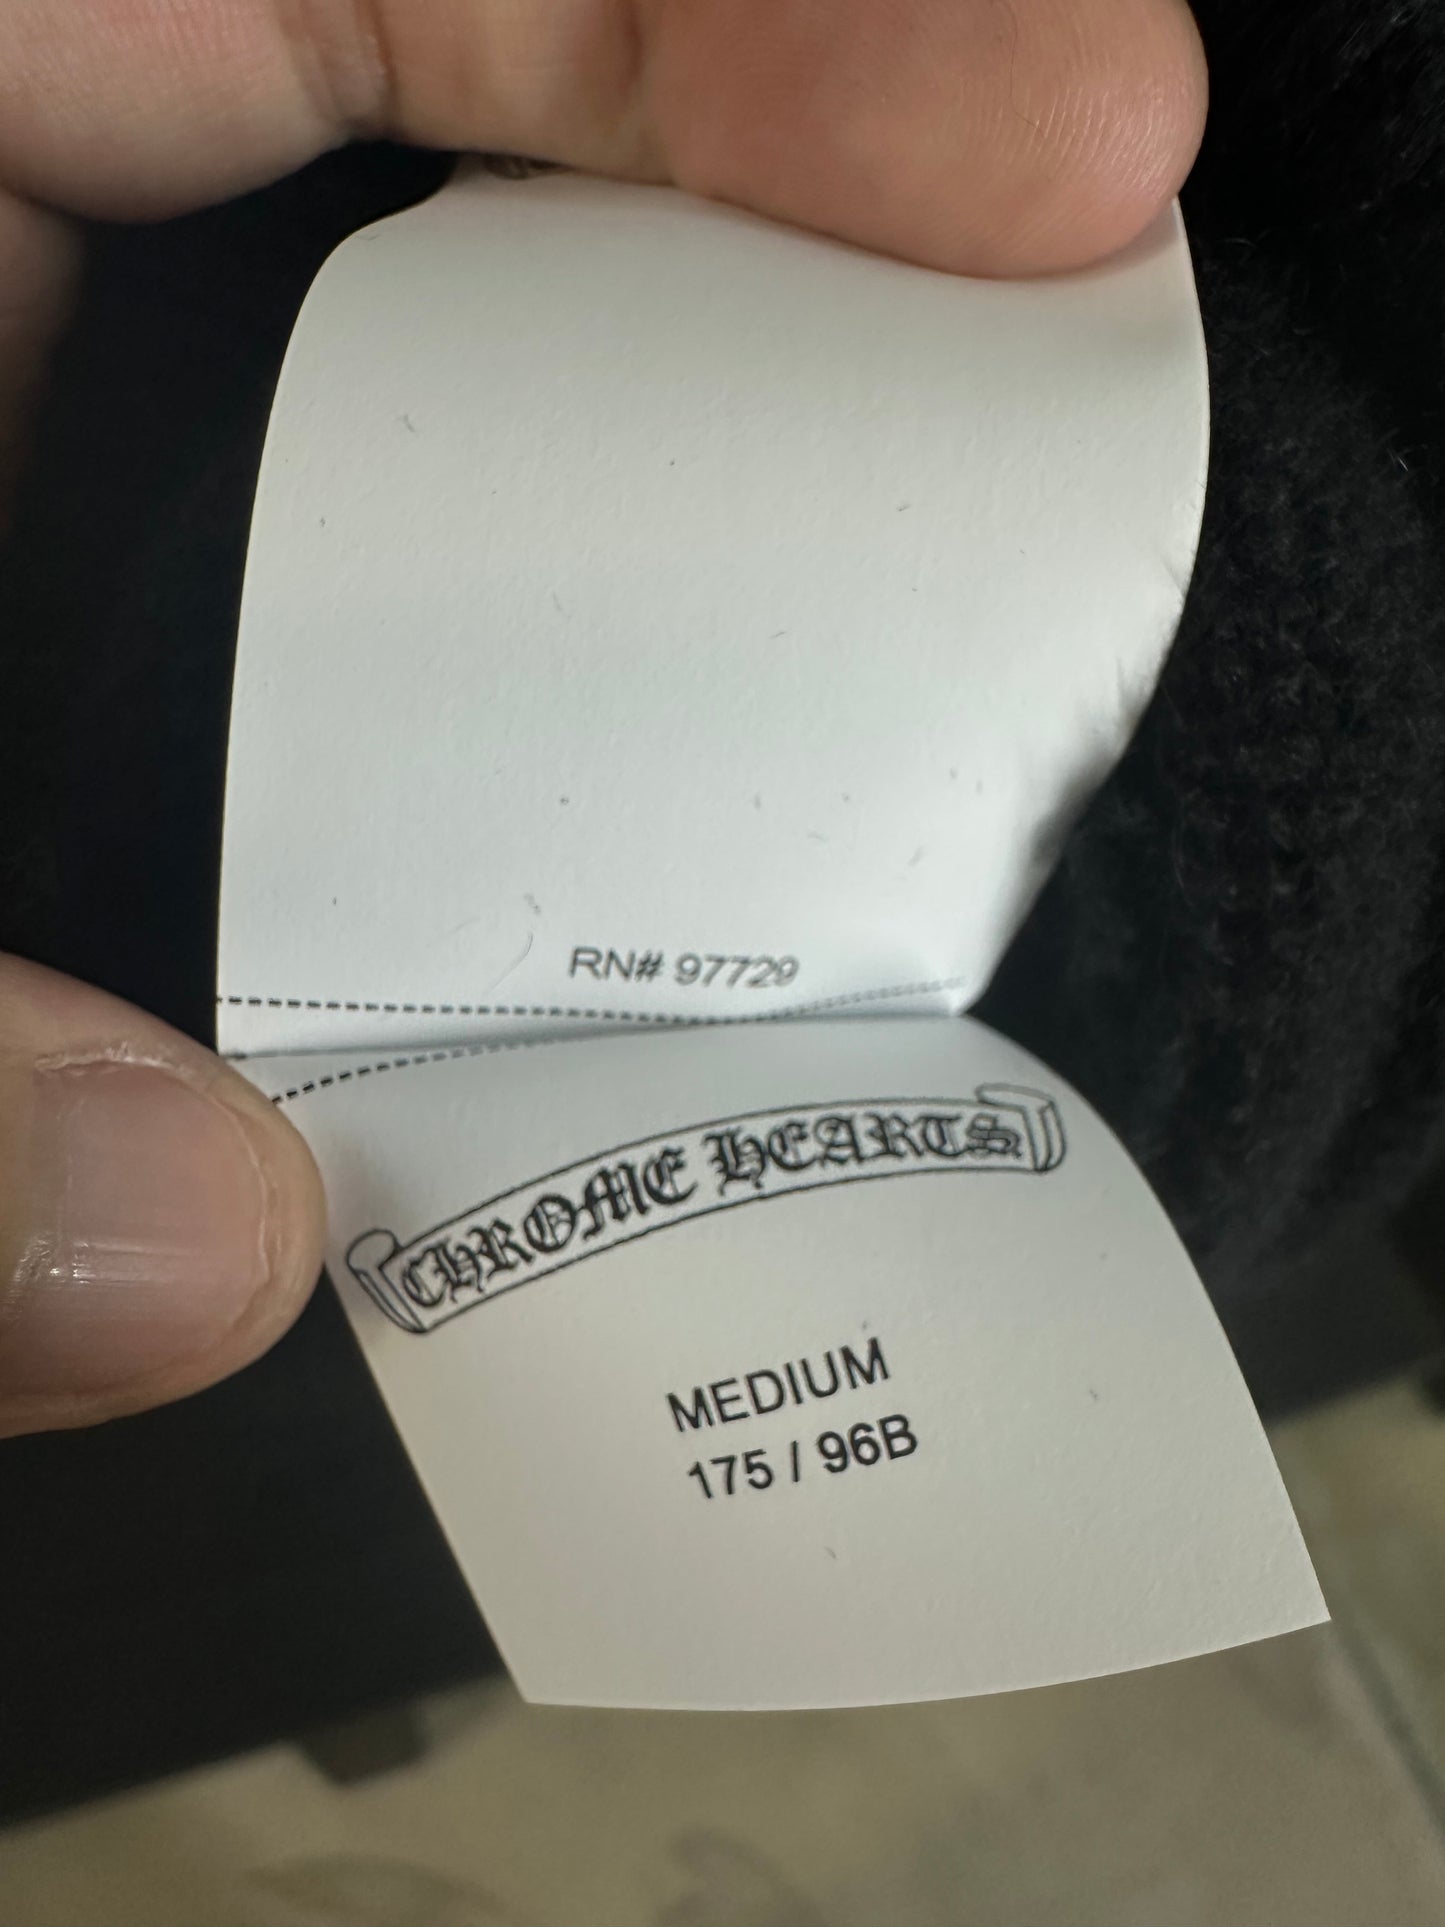 RN# 97729
CHROME HEARTS
MEDIUM
175 / 96B